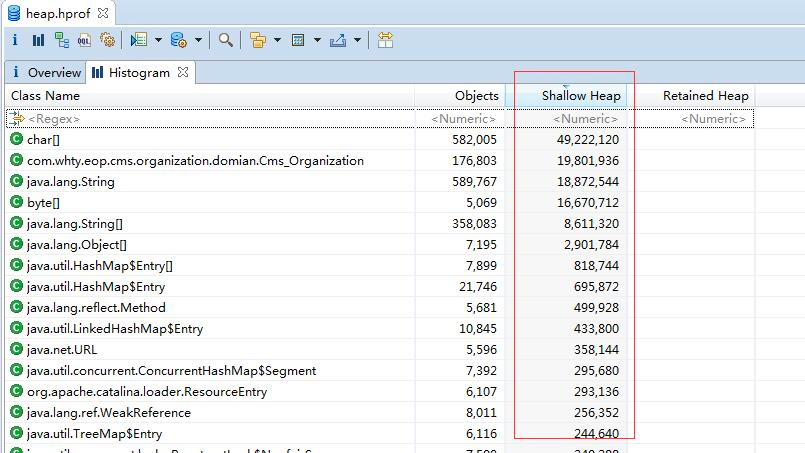 heap.hprof
OQL
i Overview Histogram
Class Name Objects Shallow Heap Retained Heap
<Regex> <Numeric> <Numeric> <Numeric>
char[] 582,005 49,222,120
com.whty.eop.cms.organization.domian.Cms_Organization 176,803 19,801,936
java.lang.String 589,767 18,872,544
byte[] 5,069 16,670,712
java.lang.String[] 358,083 8,611,320
java.lang.Object[] 7,195 2,901,784
java.util.HashMap$Entry[] 7,899 818,744
java.util.HashMap$Entry 21,746 695,872
java.lang.reflect.Method 5,681 499,928
java.util.LinkedHashMap$Entry 10,845 433,800
java.net.URL 5,596 358,144
java.util.concurrent.ConcurrentHashMap$Segment 7,392 295,680
org.apache.catalina.loader.ResourceEntry 6,107 293,136
java.lang.ref.WeakReference 8,011 256,352
java.util.TreeMap$Entry 6,116 244,640